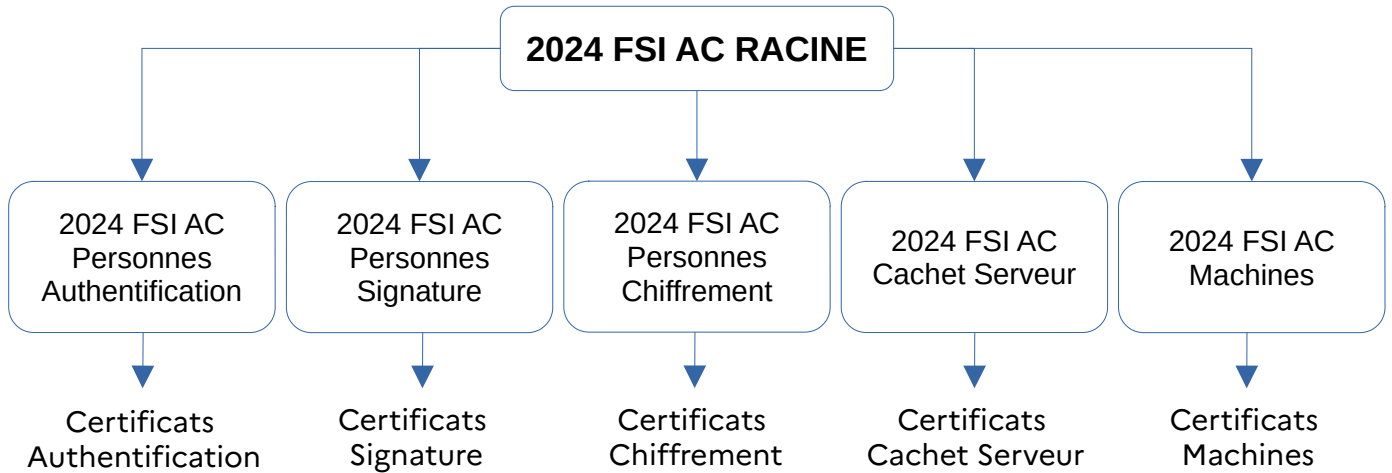 2024 FSI AC RACINE
2024 FSI AC
Personnes
Authentification
2024 FSI AC
Personnes
Signature
2024 FSI AC
Personnes
Chiffrement
2024 FSI AC
Cachet Serveur
2024 FSI AC
Machines
Certificats
Authentification
Certificats
Signature
Certificats
Chiffrement
Certificats
Cachet Serveur
Certificats
Machines